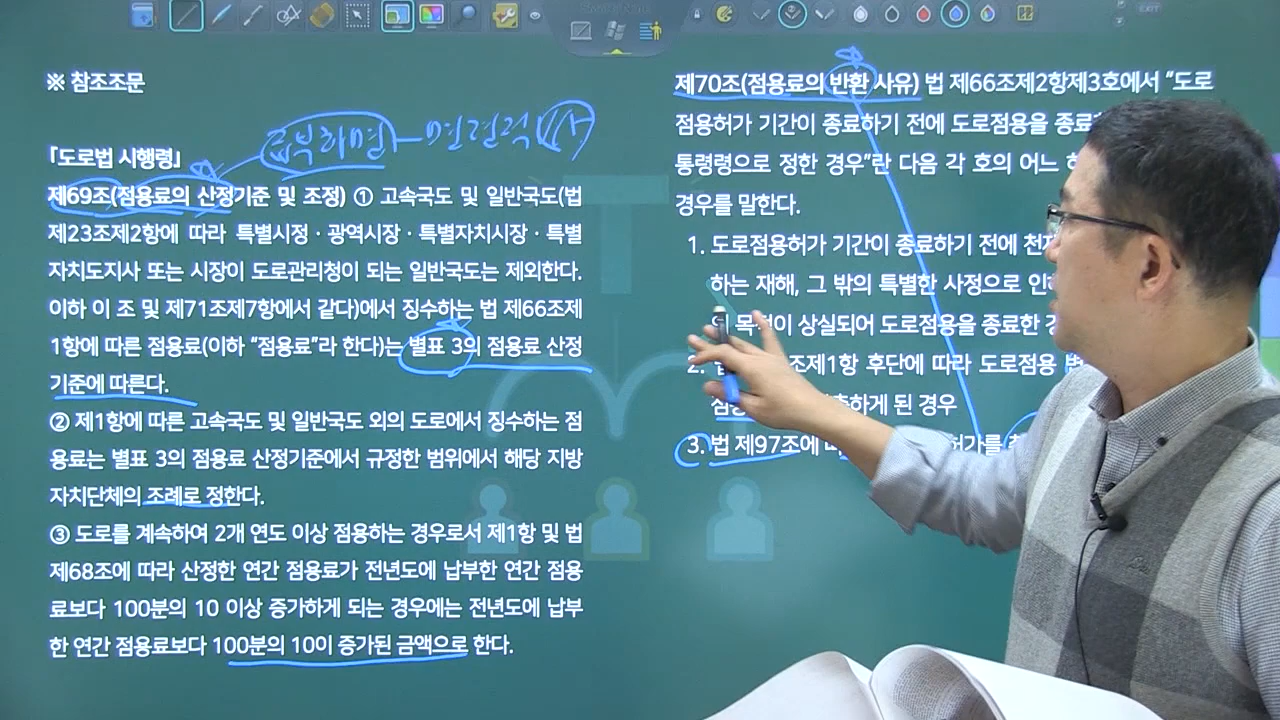 ※ 참조조문
「도로법 시행령」
제69조(점용료의 산정기준 및 조정) ① 고속국도 및 일반국도(법
제23조제2항에 따라 특별시정 · 광역시장 · 특별자치시장 · 특별
자치도지사 또는 시장이 도로관리청이 되는 일반국도는 제외한다.
이하 이 조 및 제71조제7항에서 같다)에서 징수하는 법 제66조제
1항에 따른 점용료(이하 “점용료”라 한다)는 별표 3의 점용료 산정
기준에 따른다.
② 제1항에 따른 고속국도 및 일반국도 외의 도로에서 징수하는 점
용료는 별표 3의 점용료 산정기준에서 규정한 범위에서 해당 지방
자치단체의 조례로 정한다.
③ 도로를 계속하여 2개 연도 이상 점용하는 경우로서 제1항 및 법
제68조에 따라 산정한 연간 점용료가 전년도에 납부한 연간 점용
료보다 100분의 10 이상 증가하게 되는 경우에는 전년도에 납부
한 연간 점용료보다 100분의 10이 증가된 금액으로 한다.
제70조(점용료의 반환 사유) 법 제66조제2항제3호에서 “도로
점용허가 기간이 종료하기 전에 도로점용을
통령령으로 정한 경우”란 다음 각 호의 어느
경우를 말한다.
1. 도로점용허가 기간이 종료하기 전에
하는 재해, 그 밖의 특별한 사정으로
목적이 상실되어 도로점용을 종료한
2. 제1항 후단에 따라 도로점용
하게 된 경우
3. 법 제97조에
EXIT